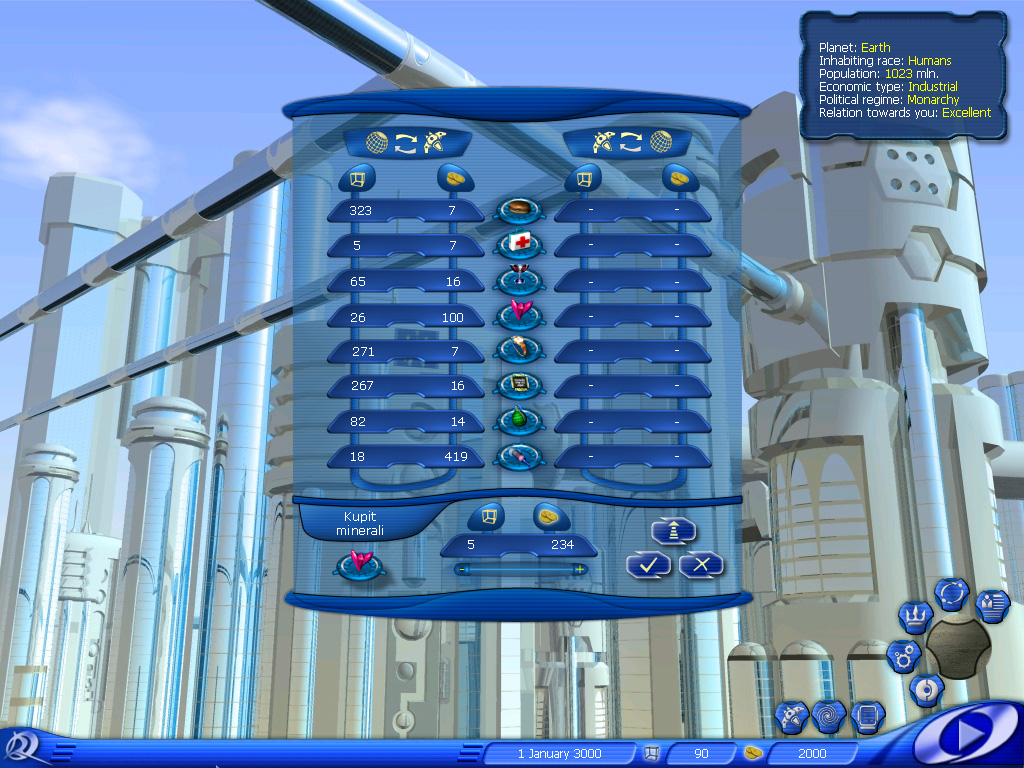 Planet: Earth
Inhabiting race: Humans
Population: 1023 mln.
Economic type: Industrial
Political regime: Monarchy
Relation towards you: Excellent
323 7 - -
5 7 - -
65 16 - -
26 100 - -
271 7 - -
267 16 - -
82 14 - -
18 419 - -
Kupit
minerali
5 234
1 January 3000 90 2000